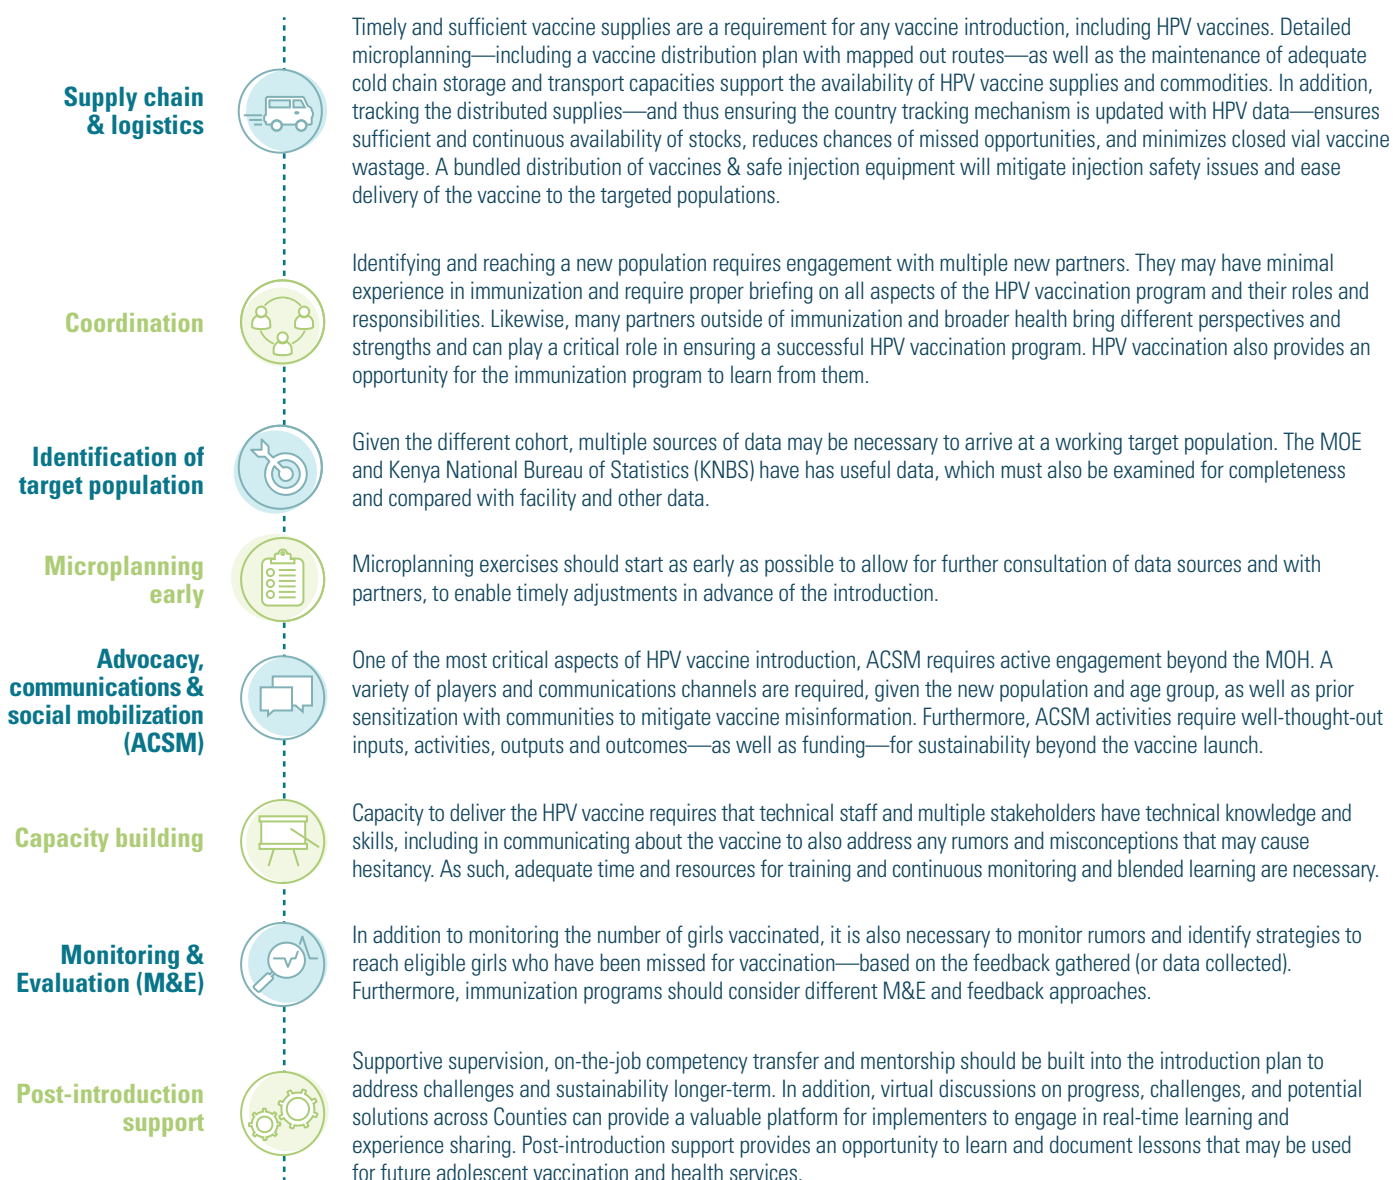 Supply chain
& logistics
Timely and sufficient vaccine supplies are a requirement for any vaccine introduction, including HPV vaccines. Detailed
microplanning—including a vaccine distribution plan with mapped out routes—as well as the maintenance of adequate
cold chain storage and transport capacities support the availability of HPV vaccine supplies and commodities. In addition,
tracking the distributed supplies—and thus ensuring the country tracking mechanism is updated with HPV data—ensures
sufficient and continuous availability of stocks, reduces chances of missed opportunities, and minimizes closed vial vaccine
wastage. A bundled distribution of vaccines & safe injection equipment will mitigate injection safety issues and ease
delivery of the vaccine to the targeted populations.
Coordination
Identifying and reaching a new population requires engagement with multiple new partners. They may have minimal
experience in immunization and require proper briefing on all aspects of the HPV vaccination program and their roles and
responsibilities. Likewise, many partners outside of immunization and broader health bring different perspectives and
strengths and can play a critical role in ensuring a successful HPV vaccination program. HPV vaccination also provides an
opportunity for the immunization program to learn from them.
Identification of
target population
Given the different cohort, multiple sources of data may be necessary to arrive at a working target population. The MOE
and Kenya National Bureau of Statistics (KNBS) have has useful data, which must also be examined for completeness
and compared with facility and other data.
Microplanning
early
Microplanning exercises should start as early as possible to allow for further consultation of data sources and with
partners, to enable timely adjustments in advance of the introduction.
Advocacy,
communications &
social mobilization
(ACSM)
One of the most critical aspects of HPV vaccine introduction, ACSM requires active engagement beyond the MOH. A
variety of players and communications channels are required, given the new population and age group, as well as prior
sensitization with communities to mitigate vaccine misinformation. Furthermore, ACSM activities require well-thought-out
inputs, activities, outputs and outcomes—as well as funding—for sustainability beyond the vaccine launch.
Capacity building
Capacity to deliver the HPV vaccine requires that technical staff and multiple stakeholders have technical knowledge and
skills, including in communicating about the vaccine to also address any rumors and misconceptions that may cause
hesitancy. As such, adequate time and resources for training and continuous monitoring and blended learning are necessary.
Monitoring &
Evaluation (M&E)
In addition to monitoring the number of girls vaccinated, it is also necessary to monitor rumors and identify strategies to
reach eligible girls who have been missed for vaccination—based on the feedback gathered (or data collected).
Furthermore, immunization programs should consider different M&E and feedback approaches.
Post-introduction
support
Supportive supervision, on-the-job competency transfer and mentorship should be built into the introduction plan to
address challenges and sustainability longer-term. In addition, virtual discussions on progress, challenges, and potential
solutions across Counties can provide a valuable platform for implementers to engage in real-time learning and
experience sharing. Post-introduction support provides an opportunity to learn and document lessons that may be used
for future adolescent vaccination and health services.